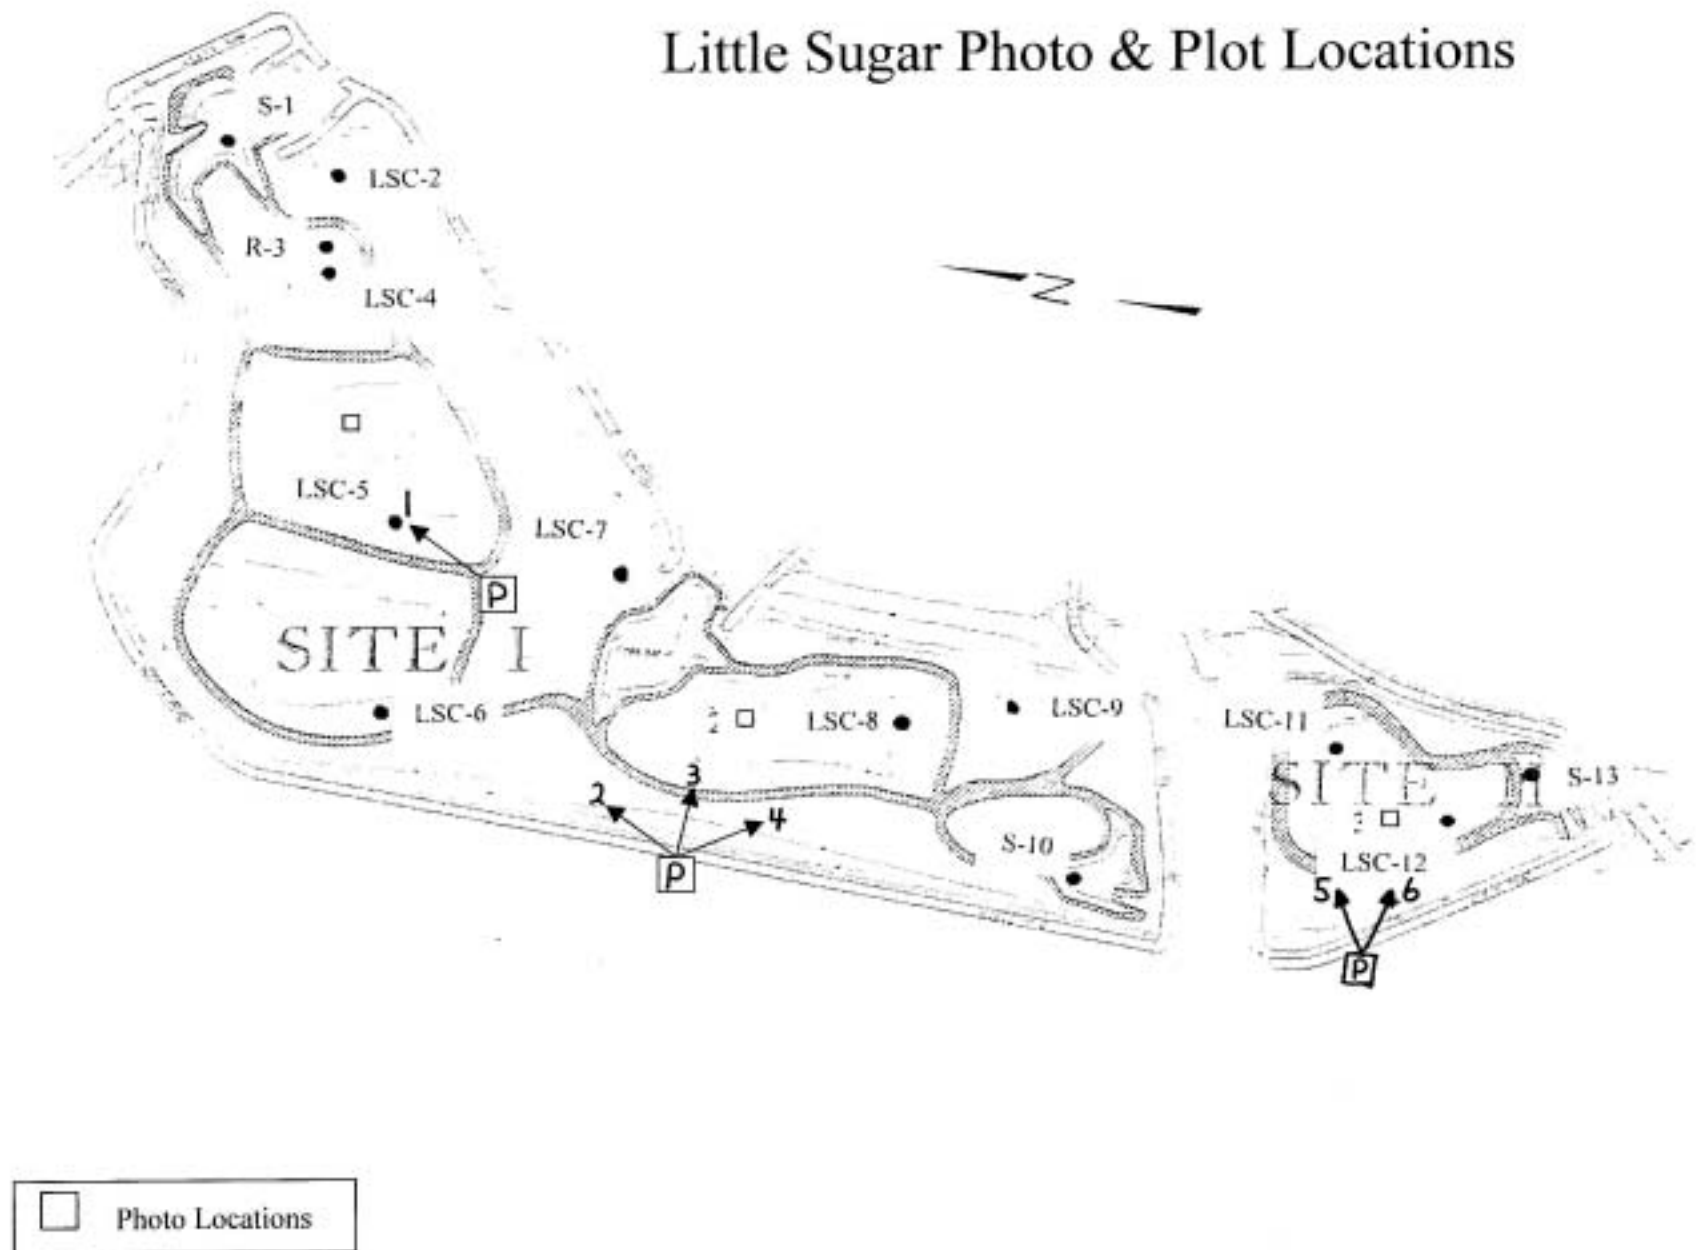 Little Sugar Photo & Plot Locations
S-1
LSC-2
R-3
LSC-4
N
LSC-5
1
LSC-7
P
SITE I
LSC-6
2
LSC-8
LSC-9
LSC-11
SITE II
S-13
2
3
4
S-10
LSC-12
P
5
6
P
Photo Locations